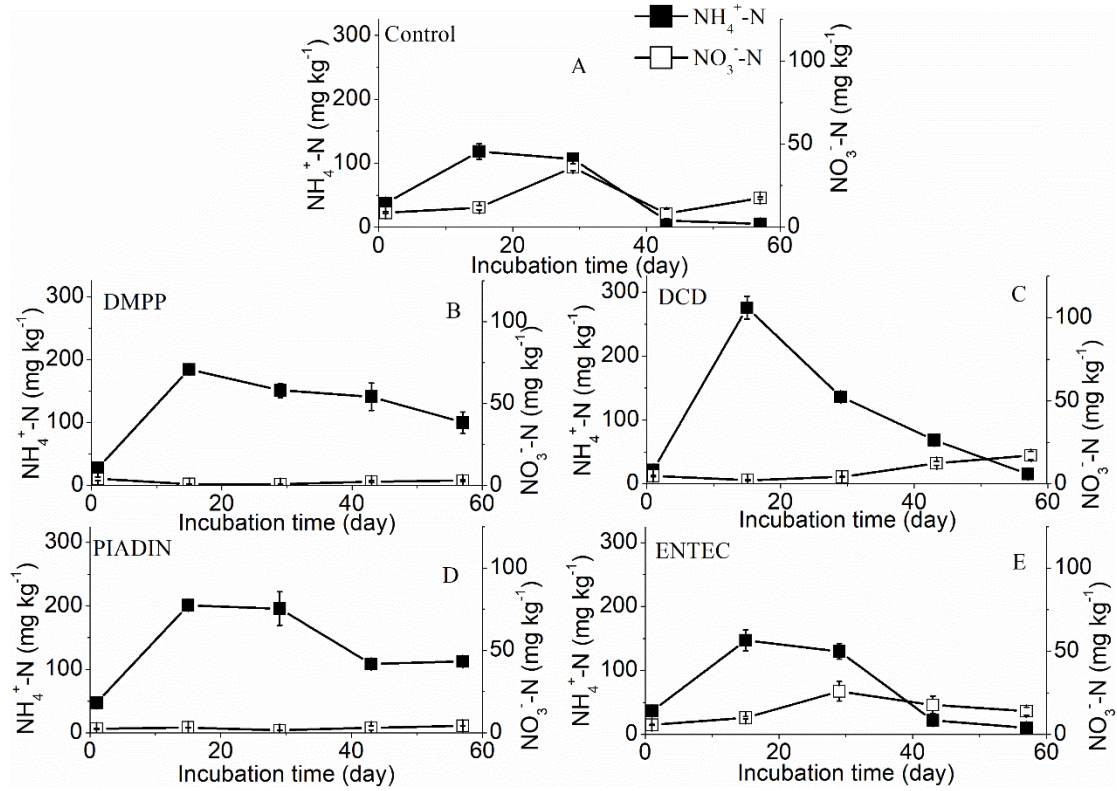 Control
A
NH₄⁺-N
NO₃⁻-N
NH₄⁺-N (mg kg⁻¹)
300
200
100
0
NO₃⁻-N (mg kg⁻¹)
100
50
0
0 20 40 60
Incubation time (day)
DMPP
B
NH₄⁺-N (mg kg⁻¹)
300
200
100
0
NO₃⁻-N (mg kg⁻¹)
100
50
0
0 20 40 60
Incubation time (day)
DCD
C
NH₄⁺-N (mg kg⁻¹)
300
200
100
0
NO₃⁻-N (mg kg⁻¹)
100
50
0
0 20 40 60
Incubation time (day)
PIADIN
D
NH₄⁺-N (mg kg⁻¹)
300
200
100
0
NO₃⁻-N (mg kg⁻¹)
100
50
0
0 20 40 60
Incubation time (day)
ENTEC
E
NH₄⁺-N (mg kg⁻¹)
300
200
100
0
NO₃⁻-N (mg kg⁻¹)
100
50
0
0 20 40 60
Incubation time (day)